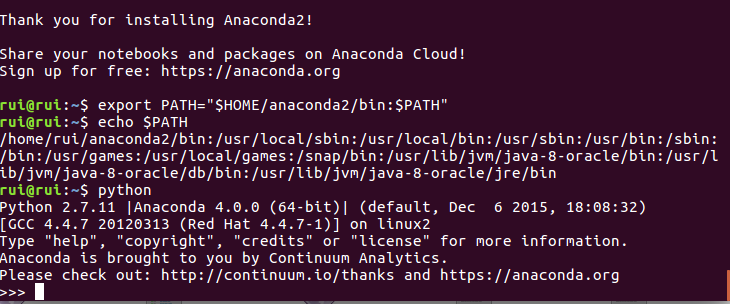 Thank you for installing Anaconda2!
Share your notebooks and packages on Anaconda Cloud!
Sign up for free: https://anaconda.org
rui@rui:~$ export PATH="$HOME/anaconda2/bin:$PATH"
rui@rui:~$ echo $PATH
/home/rui/anaconda2/bin:/usr/local/sbin:/usr/local/bin:/usr/sbin:/usr/bin:/sbin:
/bin:/usr/games:/usr/local/games:/snap/bin:/usr/lib/jvm/java-8-oracle/bin:/usr/l
ib/jvm/java-8-oracle/db/bin:/usr/lib/jvm/java-8-oracle/jre/bin
rui@rui:~$ python
Python 2.7.11 |Anaconda 4.0.0 (64-bit)| (default, Dec  6 2015, 18:08:32)
[GCC 4.4.7 20120313 (Red Hat 4.4.7-1)] on linux2
Type "help", "copyright", "credits" or "license" for more information.
Anaconda is brought to you by Continuum Analytics.
Please check out: http://continuum.io/thanks and https://anaconda.org
>>>